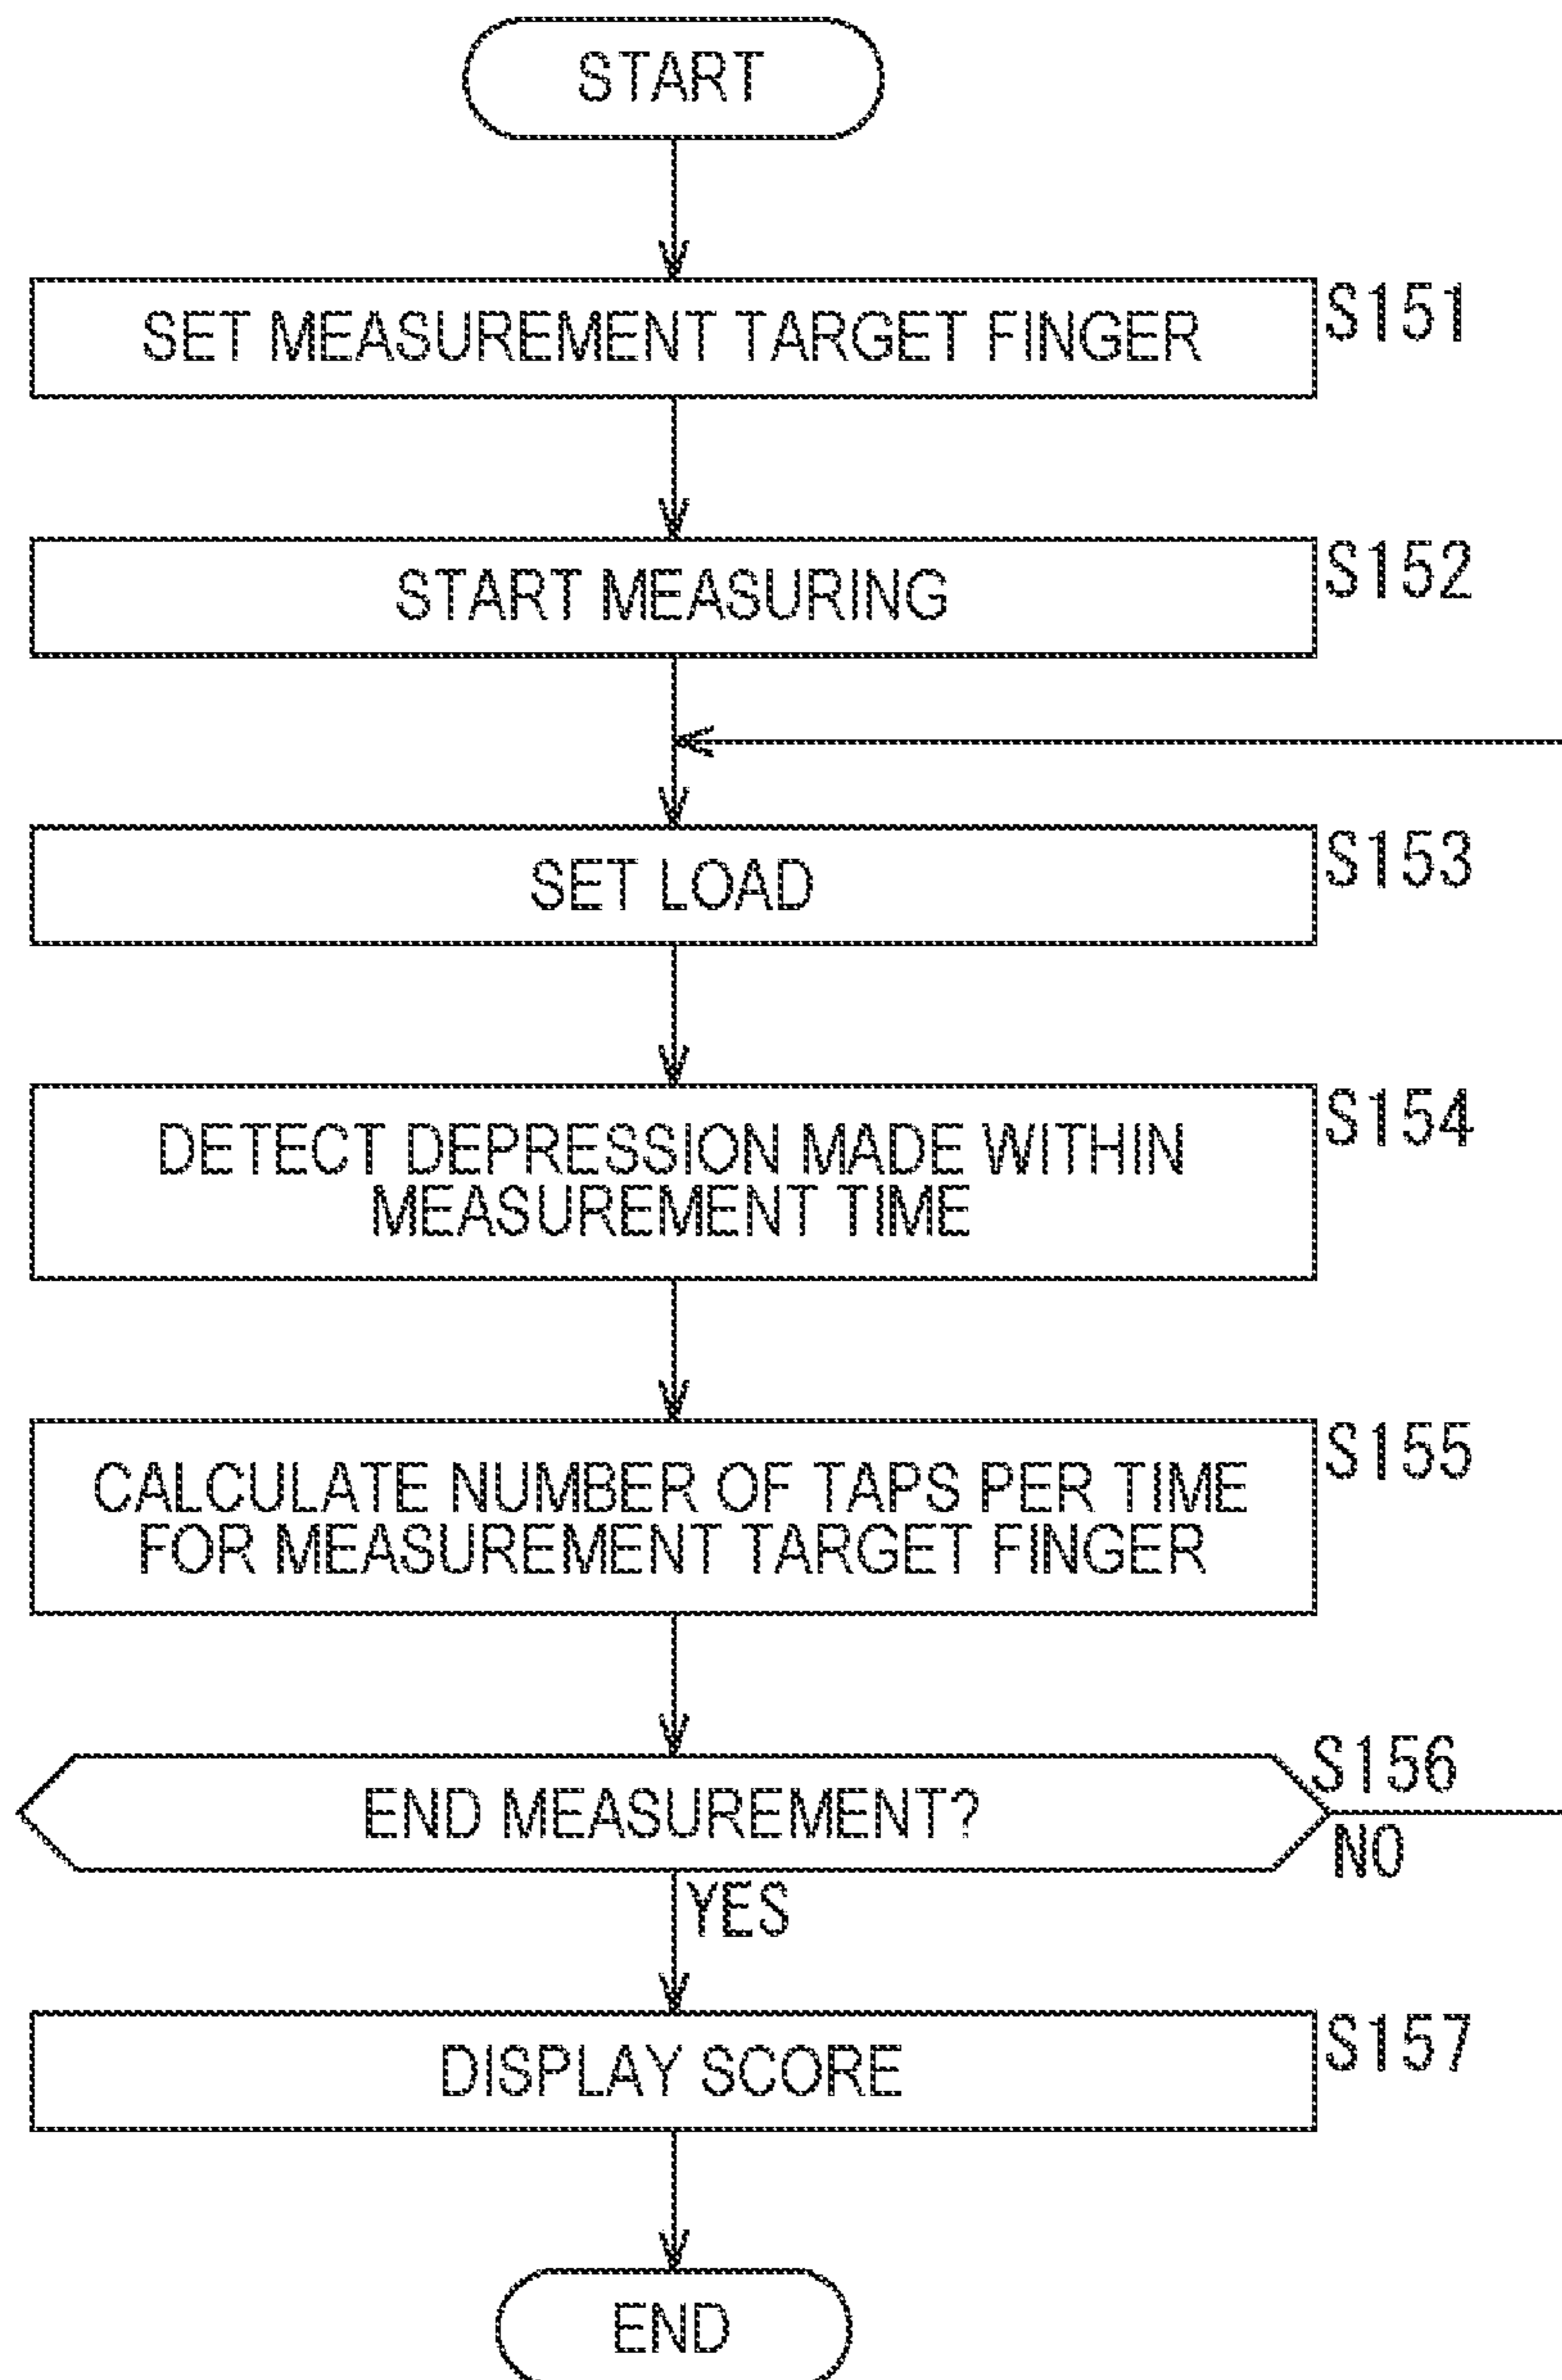 START
SET MEASUREMENT TARGET FINGER
S151
START MEASURING
S152
SET LOAD
S153
DETECT DEPRESSION MADE WITHIN
MEASUREMENT TIME
S154
CALCULATE NUMBER OF TAPS PER TIME
FOR MEASUREMENT TARGET FINGER
S155
END MEASUREMENT?
S156
NO
YES
DISPLAY SCORE
S157
END